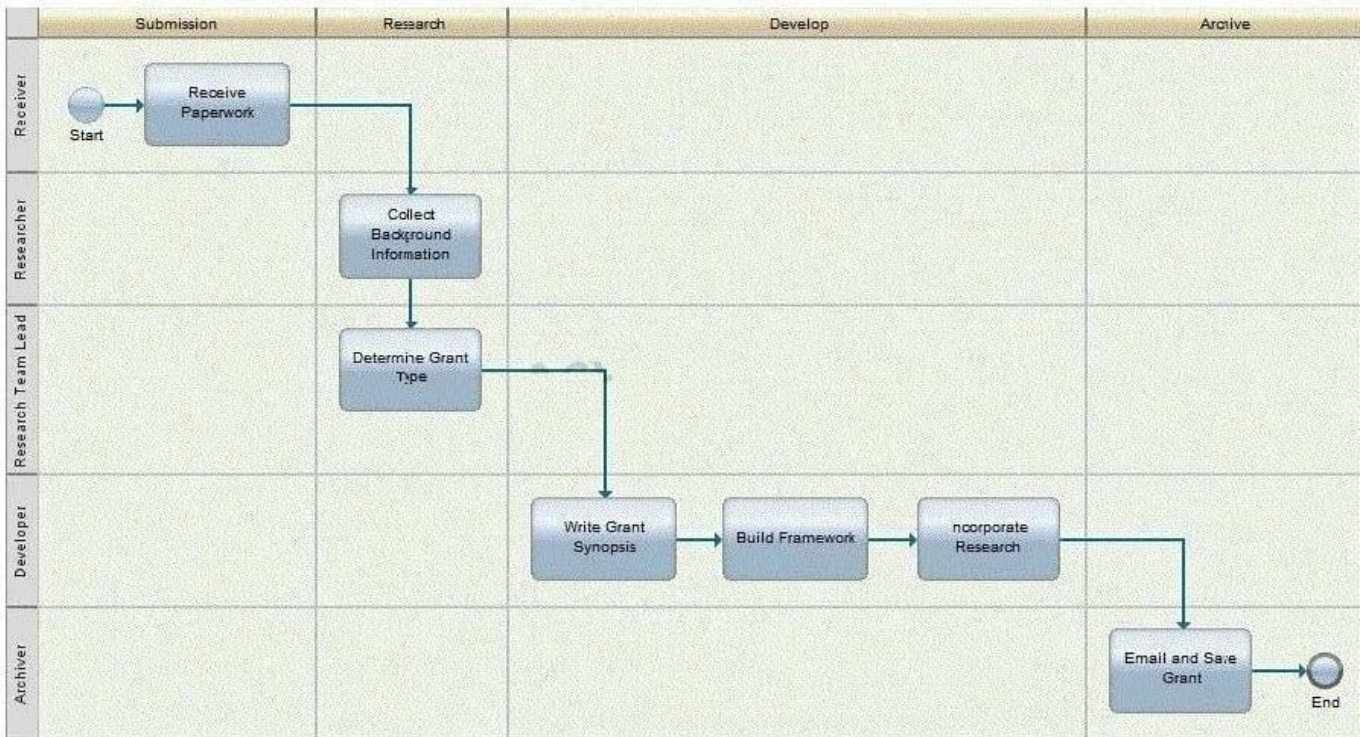 Submission
Research
Develop
Archive
Receiver
Start
Receive
Paperwork
Researcher
Collect
Background
Information
Research Team Lead
Determine Grant
Type
Developer
Write Grant
Synopsis
Build Framework
ncorporate
Research
Archiver
Email and Save
Grant
End